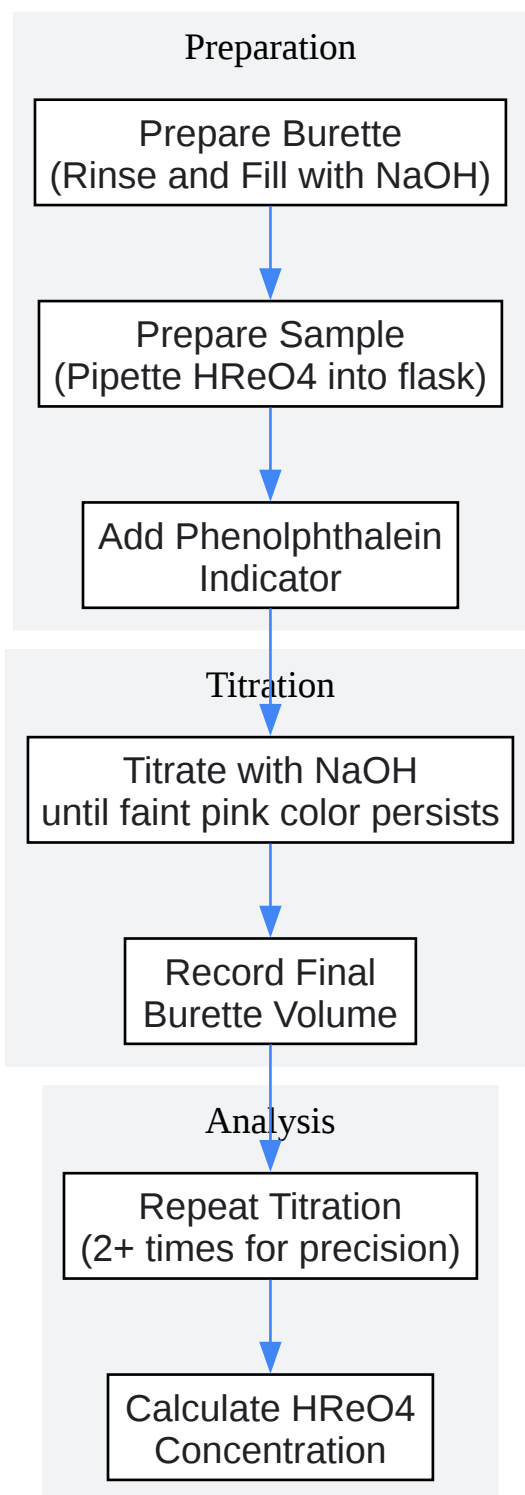 Preparation
Prepare Burette
(Rinse and Fill with NaOH)
Prepare Sample
(Pipette HReO4 into flask)
Add Phenolphthalein
Indicator
Titration
Titrate with NaOH
until faint pink color persists
Record Final
Burette Volume
Analysis
Repeat Titration
(2+ times for precision)
Calculate HReO4
Concentration